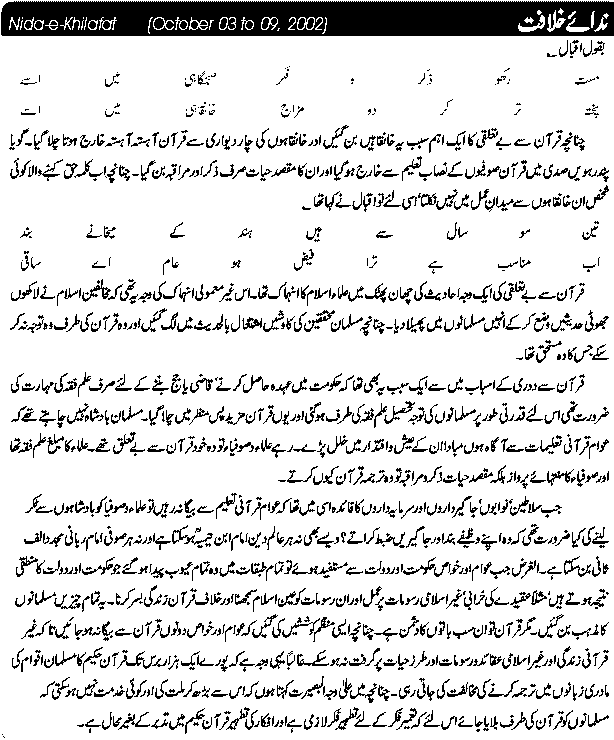 Nida-e-Khilafat (October 03 to 09, 2002) ندائے خلافت
بقول اقبال ؎
مست رکھو ذکر و فکر صبحگاہی میں اسے
پختہ تر کر دو مزاج خانقاہی میں اسے
چنانچہ قرآن سے بے تعلقی کا ایک اہم سبب یہ خانقاہیں بن گئیں اور خانقاہوں کی چار دیواری سے قرآن آہستہ آہستہ خارج ہوتا چلا گیا۔ گویا
پندرہویں صدی میں قرآن صوفیوں کے نصاب تعلیم سے خارج ہو گیا اور ان کا مقصد حیات صرف ذکر اور مراقبہ بن گیا۔ چنانچہ اب کلمہ حق کہنے والا کوئی
شخص ان خانقاہوں سے میدان عمل میں نہیں نکلتا' اسی لئے تو اقبال نے کہا تھا ؎
تین سو سال سے ہیں ہند کے میخانے بند
اب مناسب ہے ترا فیض ہو عام اے ساقی
قرآن سے بے تعلقی کی ایک وجہ احادیث کی چھان پھٹک میں علماء اسلام کا انہماک تھا۔ اس غیر معمولی انہماک کی وجہ یہ تھی کہ مخالفین اسلام نے لاکھوں
جھوٹی حدیثیں وضع کر کے انہیں مسلمانوں میں پھیلا دیا۔ چنانچہ مسلمان محققین کی کاوشیں اشتغال بالحدیث میں لگ گئیں اور وہ قرآن کی طرف وہ توجہ نہ کر
سکے جس کا وہ مستحق تھا۔
قرآن سے دوری کے اسباب میں سے ایک سبب یہ بھی تھا کہ حکومت میں عہدہ حاصل کرنے' قاضی یا جج بننے کے لئے صرف علم فقہ کی مہارت کی
ضرورت تھی اس لئے قدرتی طور پر مسلمانوں کی توجہ تحصیل علم فقہ کی طرف ہو گئی اور یوں قرآن مزید پس منظر میں چلا گیا۔ مسلمان بادشاہ نہیں چاہتے تھے کہ
عوام قرآنی تعلیمات سے آگاہ ہوں مبادا ان کے عیش و اقتدار میں خلل پڑے۔ رہے علماء و صوفیاء تو وہ خود قرآن سے بے تعلق تھے۔ علماء کا مبلغ علم فقہ تھا
اور صوفیاء کا منتہائے پرواز بلکہ مقصد حیات ذکر و مراقبہ تو وہ ترجمہ قرآن کیوں کرتے۔
جب سلاطین' نوابوں' جاگیرداروں اور سرمایہ داروں کا فائدہ اسی میں تھا کہ عوام قرآنی تعلیم سے بیگانہ رہیں تو علماء و صوفیا کو بادشاہوں سے ٹکر
لینے کی کیا ضرورت تھی کہ وہ اپنے وظیفے بند اور جاگیریں ضبط کراتے؟ ویسے بھی نہ ہر عالم دین امام ابن تیمیہؒ ہو سکتا ہے اور نہ ہر صوفی امام ربانی مجدد الف
ثانی بن سکتا ہے۔ الغرض جب عوام اور خواص حکومت اور دولت سے مستفید ہوئے تو تمام طبقات میں وہ تمام عیوب پیدا ہو گئے جو حکومت اور دولت کا منطقی
نتیجہ ہوتے ہیں' مثلاً عقیدے کی خرابی' غیر اسلامی رسومات پر عمل اور ان رسومات کو عین اسلام سمجھنا اور خلاف قرآن زندگی بسر کرنا۔ یہ تمام چیزیں مسلمانوں
کا مذہب بن گئیں۔ مگر قرآن تو ان سب باتوں کا دشمن ہے۔ چنانچہ ایسی منظم کوششیں کی گئیں کہ عوام اور خواص دونوں قرآن سے بیگانہ ہو جائیں تا کہ غیر
قرآنی زندگی اور غیر اسلامی عقائد و رسومات اور طرز حیات پر گرفت نہ ہو سکے۔ غالباً یہی وجہ ہے کہ پورے ایک ہزار برس تک قرآن حکیم کا مسلمان اقوام کی
مادری زبانوں میں ترجمہ کرنے کی مخالفت کی جاتی رہی۔ چنانچہ میں علیٰ وجہ البصیرت کہتا ہوں کہ اس سے بڑھ کر ملت کی اور کوئی خدمت نہیں ہو سکتی کہ
مسلمانوں کو قرآن کی طرف بلایا جائے اس لئے کہ تعمیر فکر کے لئے تطہیر فکر لازمی ہے اور افکار کی تطہیر قرآن حکیم میں تدبر کے بغیر محال ہے۔